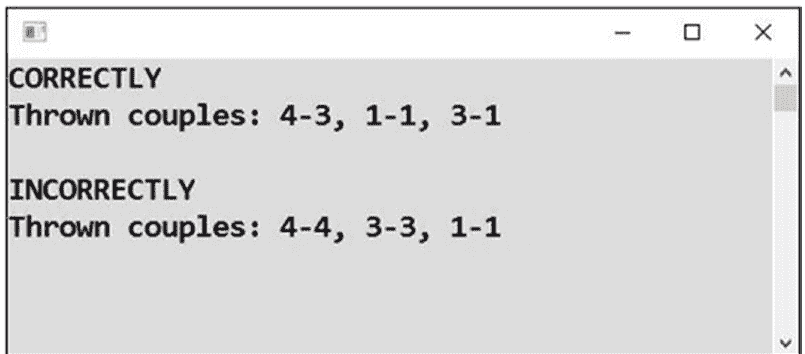 CORRECTLY
Thrown couples: 4-3, 1-1, 3-1
INCORRECTLY
Thrown couples: 4-4, 3-3, 1-1